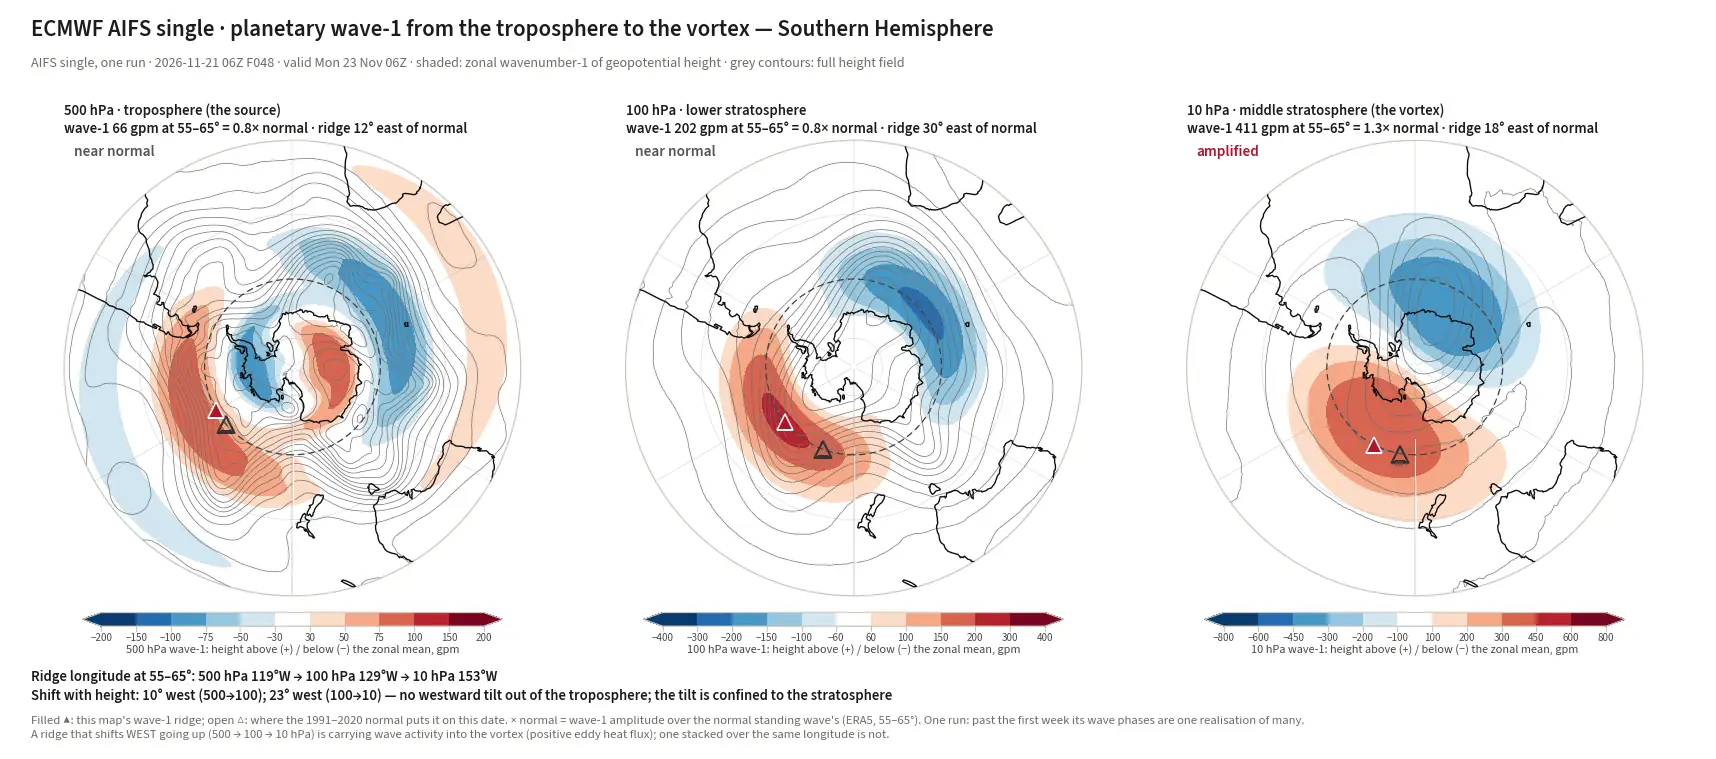 ECMWF AIFS single · planetary wave-1 from the troposphere to the vortex — Southern Hemisphere
AIFS single, one run · 2026-11-21 06Z F048 · valid Mon 23 Nov 06Z · shaded: zonal wavenumber-1 of geopotential height · grey contours: full height field
500 hPa · troposphere (the source)
wave-1 66 gpm at 55–65° = 0.8× normal · ridge 12° east of normal
near normal
100 hPa · lower stratosphere
wave-1 202 gpm at 55–65° = 0.8× normal · ridge 30° east of normal
near normal
10 hPa · middle stratosphere (the vortex)
wave-1 411 gpm at 55–65° = 1.3× normal · ridge 18° east of normal
amplified
−200 −150 −100 −75 −50 −30 30 50 75 100 150 200
500 hPa wave-1: height above (+) / below (−) the zonal mean, gpm
−400 −300 −200 −150 −100 −60 60 100 150 200 300 400
100 hPa wave-1: height above (+) / below (−) the zonal mean, gpm
−800 −600 −450 −300 −200 −100 100 200 300 450 600 800
10 hPa wave-1: height above (+) / below (−) the zonal mean, gpm
Ridge longitude at 55–65°: 500 hPa 119°W → 100 hPa 129°W → 10 hPa 153°W
Shift with height: 10° west (500→100); 23° west (100→10) — no westward tilt out of the troposphere; the tilt is confined to the stratosphere
Filled ▲: this map's wave-1 ridge; open △: where the 1991–2020 normal puts it on this date. × normal = wave-1 amplitude over the normal standing wave's (ERA5, 55–65°). One run: past the first week its wave phases are one realisation of many.
A ridge that shifts WEST going up (500 → 100 → 10 hPa) is carrying wave activity into the vortex (positive eddy heat flux); one stacked over the same longitude is not.